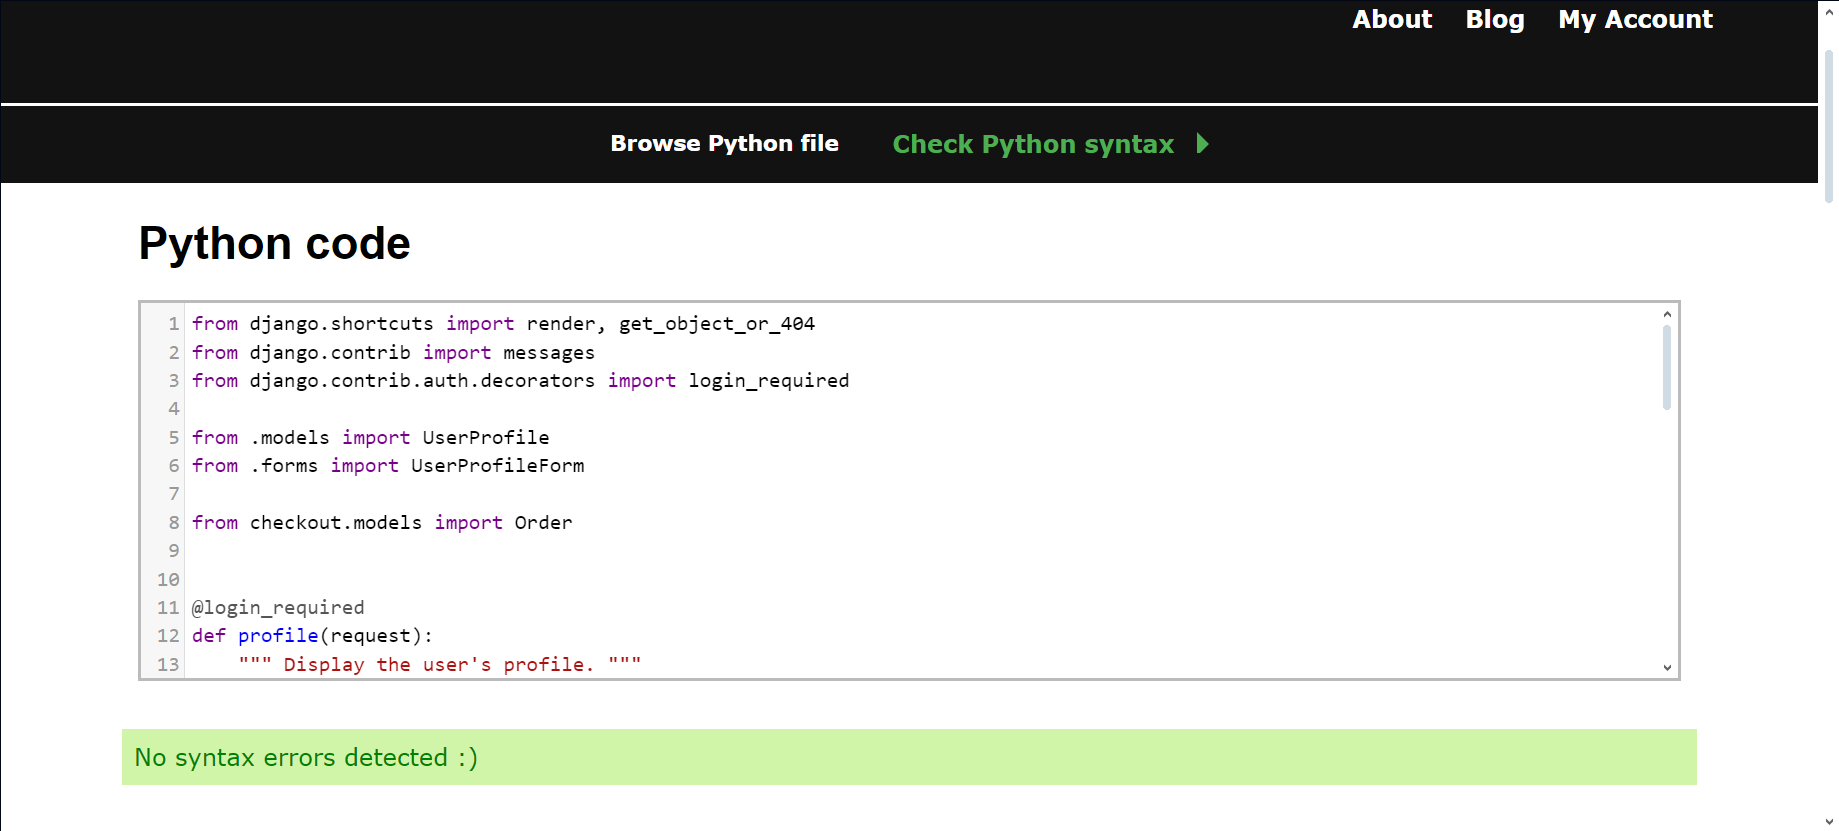 About Blog My Account
Browse Python file Check Python syntax
Python code
1 from django.shortcuts import render, get_object_or_404
2 from django.contrib import messages
3 from django.contrib.auth.decorators import login_required
4
5 from .models import UserProfile
6 from .forms import UserProfileForm
7
8 from checkout.models import Order
9
10
11 @login_required
12 def profile(request):
13     """ Display the user's profile. """
No syntax errors detected :)